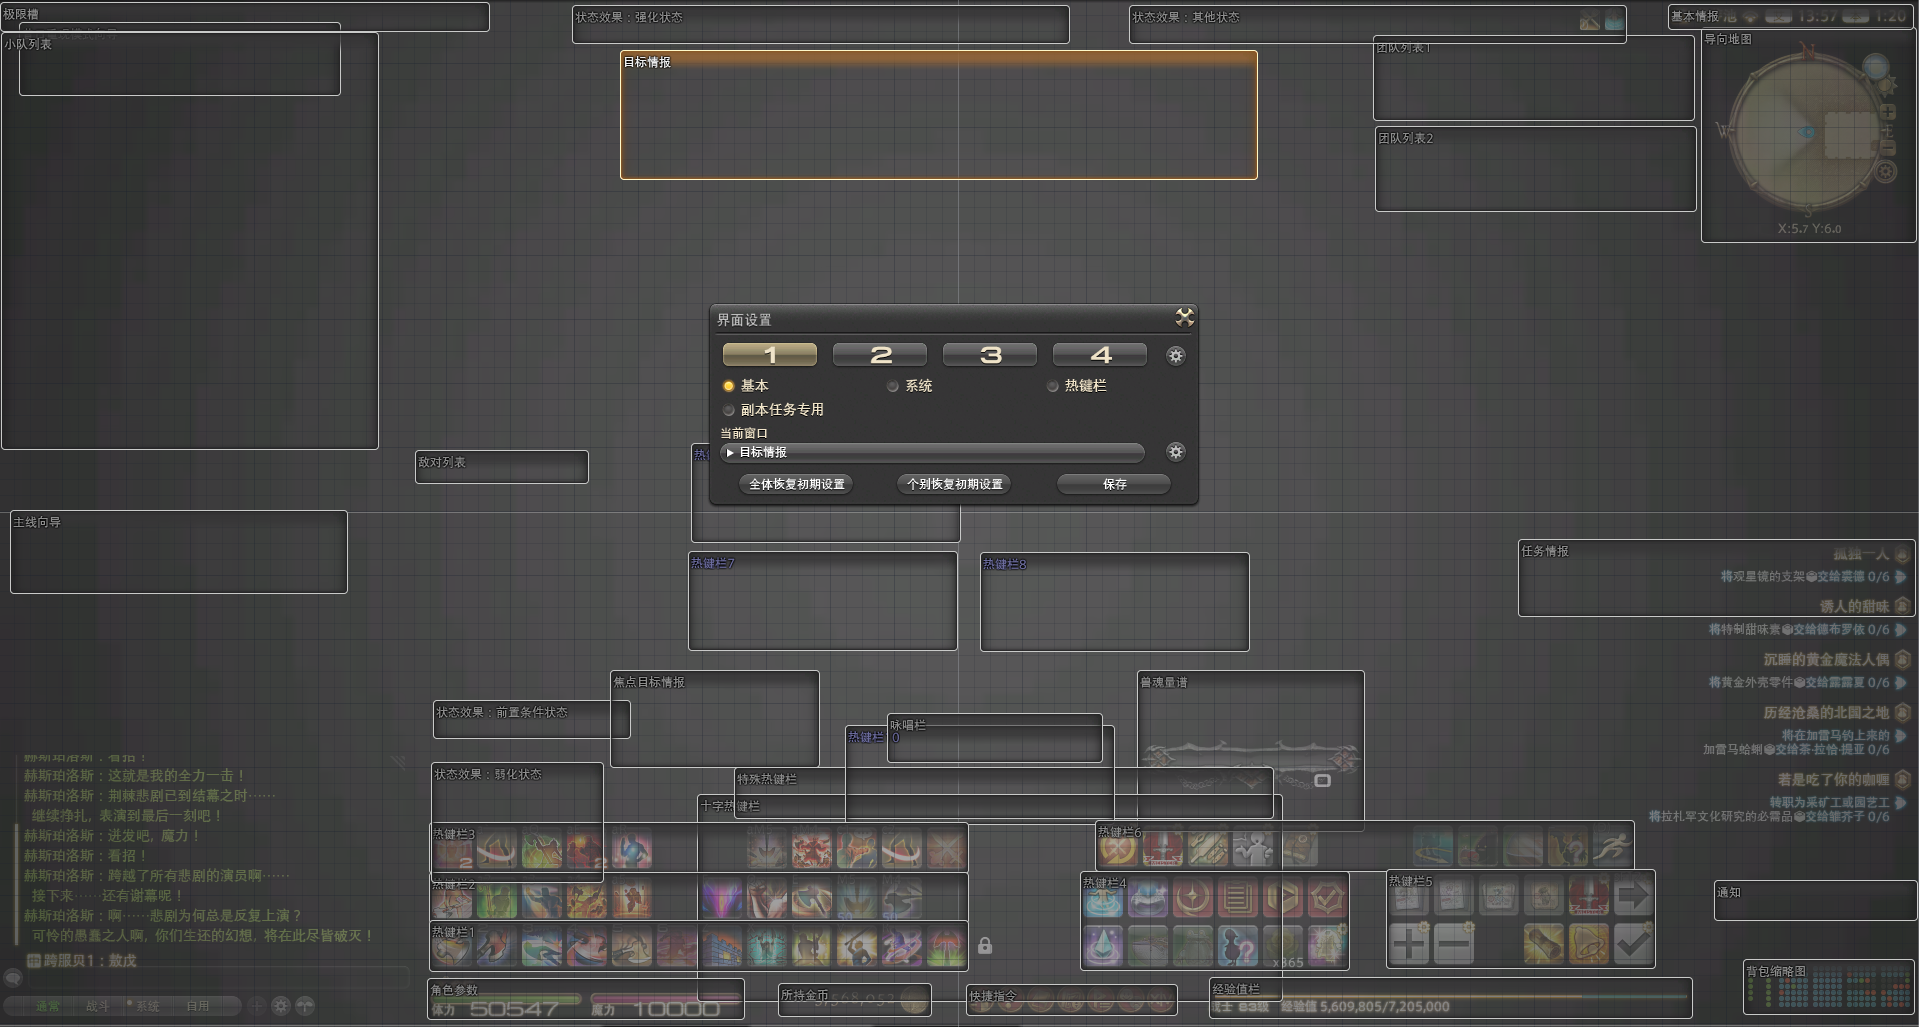 极限槽
小队列表
状态效果：强化状态
状态效果：其他状态
基本情报
13:57
1:20
目标情报
团队列表1
导向地图
N
W
E
S
团队列表2
X:5.7 Y:6.0
界面设置
1 2 3 4
基本 系统 热键栏
副本任务专用
当前窗口
目标情报
全体恢复初期设置 个别恢复初期设置 保存
敌对列表
主线向导
热键栏7
热键栏8
任务情报
孤独一人
将观星镜的支架交给裘德 0/6
诱人的甜味
将特制甜味素交给德布罗依 0/6
沉睡的黄金魔法人偶
将黄金外壳零件交给露露夏 0/6
历经沧桑的北国之地
将在加雷马钓上来的
加雷马蛤蜊交给茶·拉恰·提亚 0/6
若是吃了你的咖喱
转职为采矿工或园艺工
焦点目标情报
兽魂量谱
状态效果：前置条件状态
咏唱栏
热键栏
0
状态效果：弱化状态
特殊热键栏
十字热键栏
赫斯珀洛斯：看招！
赫斯珀洛斯：这就是我的全力一击！
赫斯珀洛斯：荆棘悲剧已到结幕之时……
继续挣扎，表演到最后一刻吧！
赫斯珀洛斯：迸发吧，魔力！
赫斯珀洛斯：看招！
赫斯珀洛斯：跨越了所有悲剧的演员啊……
接下来……还有谢幕呢！
赫斯珀洛斯：啊……悲剧为何总是反复上演？
可怜的愚蠢之人啊，你们生还的幻想，将在此尽皆破灭！
跨服贝1：敖戊
通常 战斗 系统 自用
热键栏3
2
2
热键栏2
50
50
热键栏1
热键栏6
热键栏4
x365
热键栏5
通知
角色参数
体力 50547 魔力 10000
所持金币
快捷指令
经验值栏
83级 经验值 5,609,805/7,205,000
背包缩略图